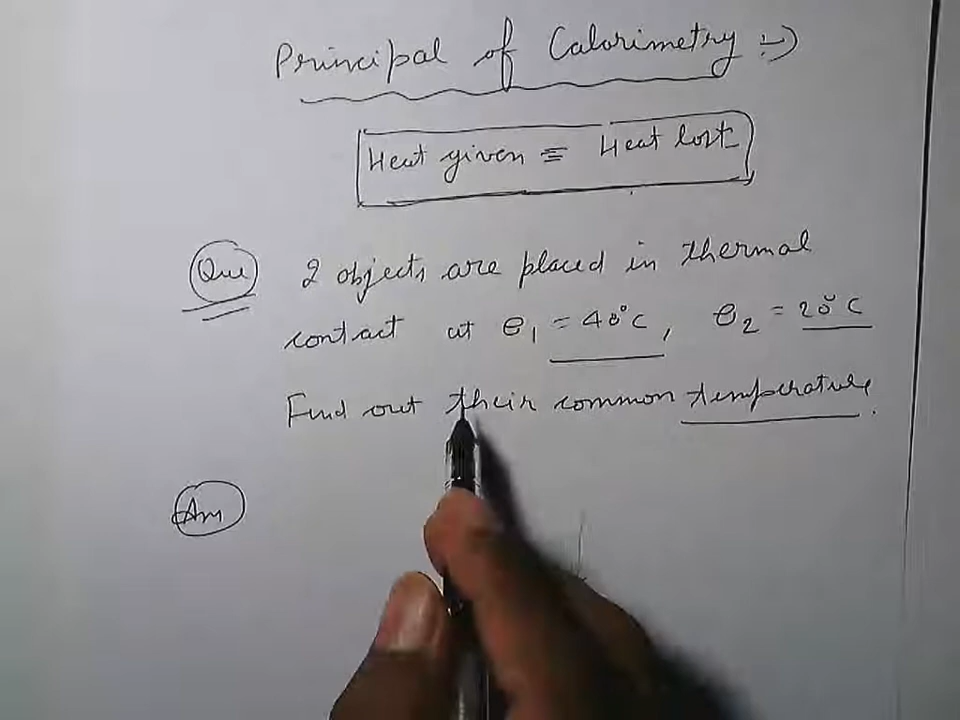 Principal of Calorimetry :-)
Heat given = Heat lost
Que 2 objects are placed in thermal
contact at θ₁ = 40°C, θ₂ = 20°C
Find out their common temperature.
Ans